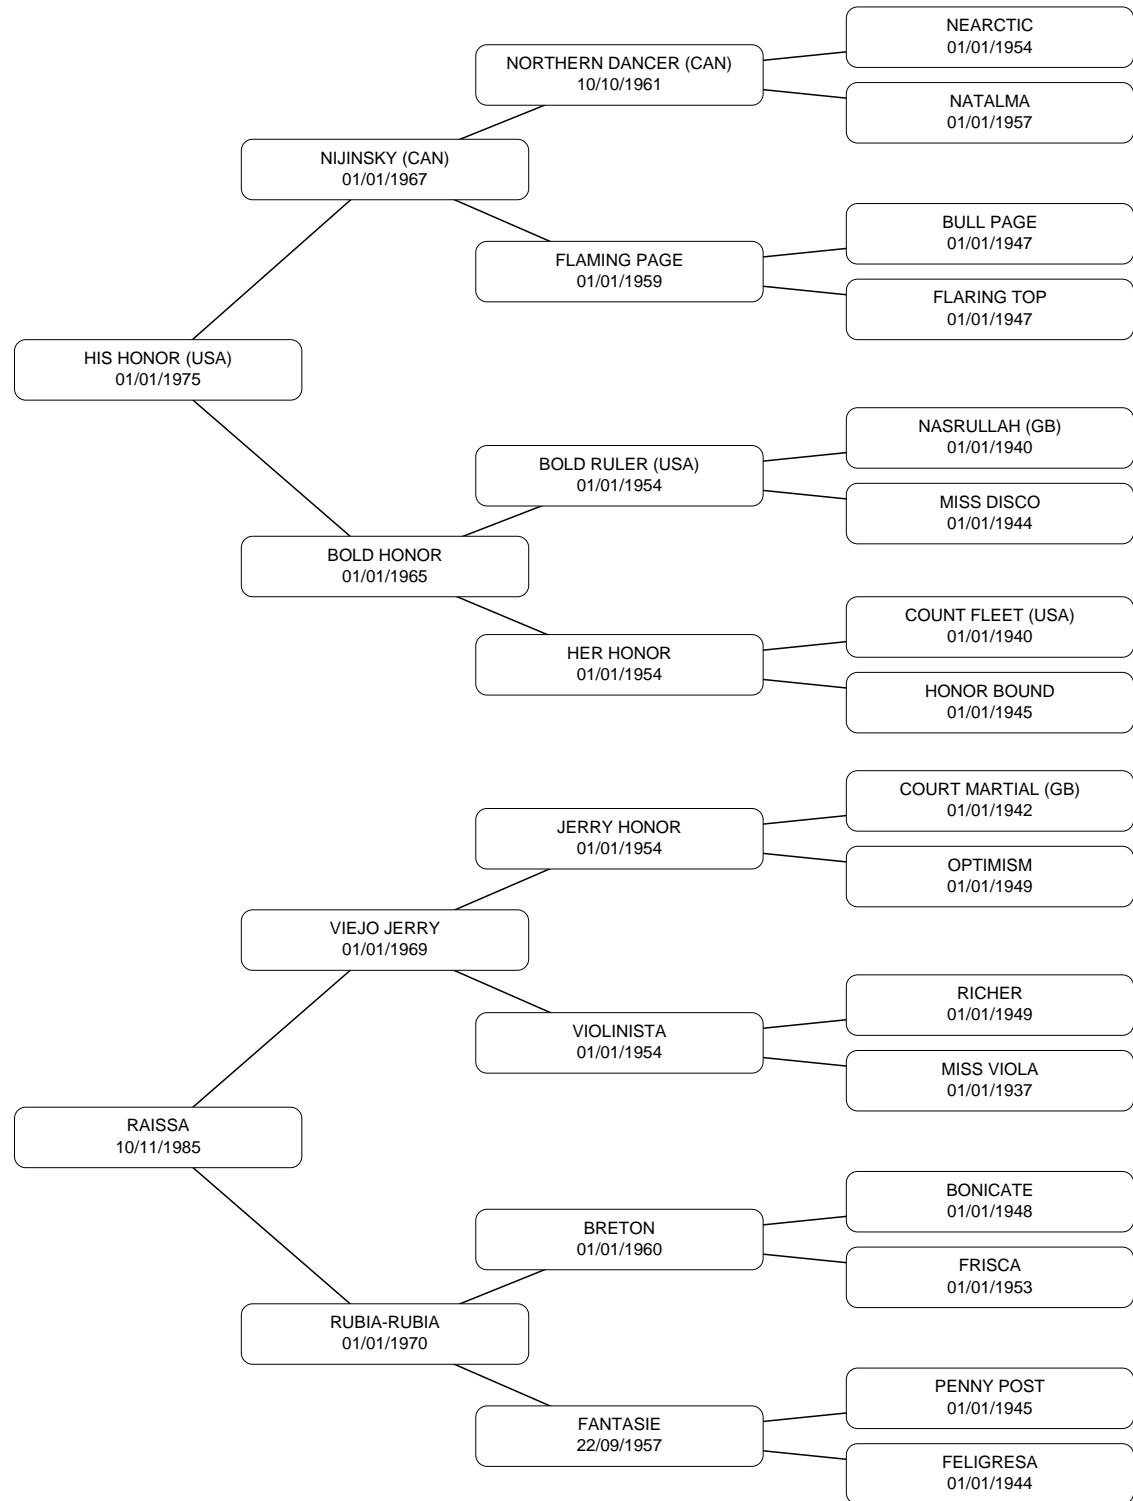 NEARCTIC
01/01/1954
NORTHERN DANCER (CAN)
10/10/1961
NATALMA
01/01/1957
NIJINSKY (CAN)
01/01/1967
BULL PAGE
01/01/1947
FLAMING PAGE
01/01/1959
FLARING TOP
01/01/1947
HIS HONOR (USA)
01/01/1975
NASRULLAH (GB)
01/01/1940
BOLD RULER (USA)
01/01/1954
MISS DISCO
01/01/1944
BOLD HONOR
01/01/1965
COUNT FLEET (USA)
01/01/1940
HER HONOR
01/01/1954
HONOR BOUND
01/01/1945
COURT MARTIAL (GB)
01/01/1942
JERRY HONOR
01/01/1954
OPTIMISM
01/01/1949
VIEJO JERRY
01/01/1969
RICHER
01/01/1949
VIOLINISTA
01/01/1954
MISS VIOLA
01/01/1937
RAISSA
10/11/1985
BONICATE
01/01/1948
BRETON
01/01/1960
FRISCA
01/01/1953
RUBIA-RUBIA
01/01/1970
PENNY POST
01/01/1945
FANTASIE
22/09/1957
FELIGRESA
01/01/1944